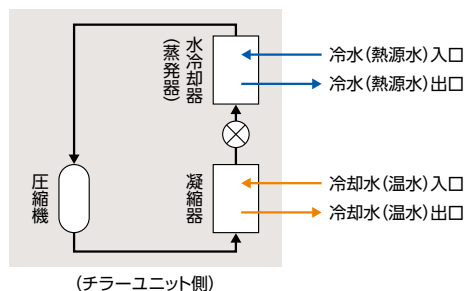 水冷却器
(蒸発器)
冷水(熱源水)入口
冷水(熱源水)出口
圧縮機
凝縮器
冷却水(温水)入口
冷却水(温水)出口
(チラーユニット側)